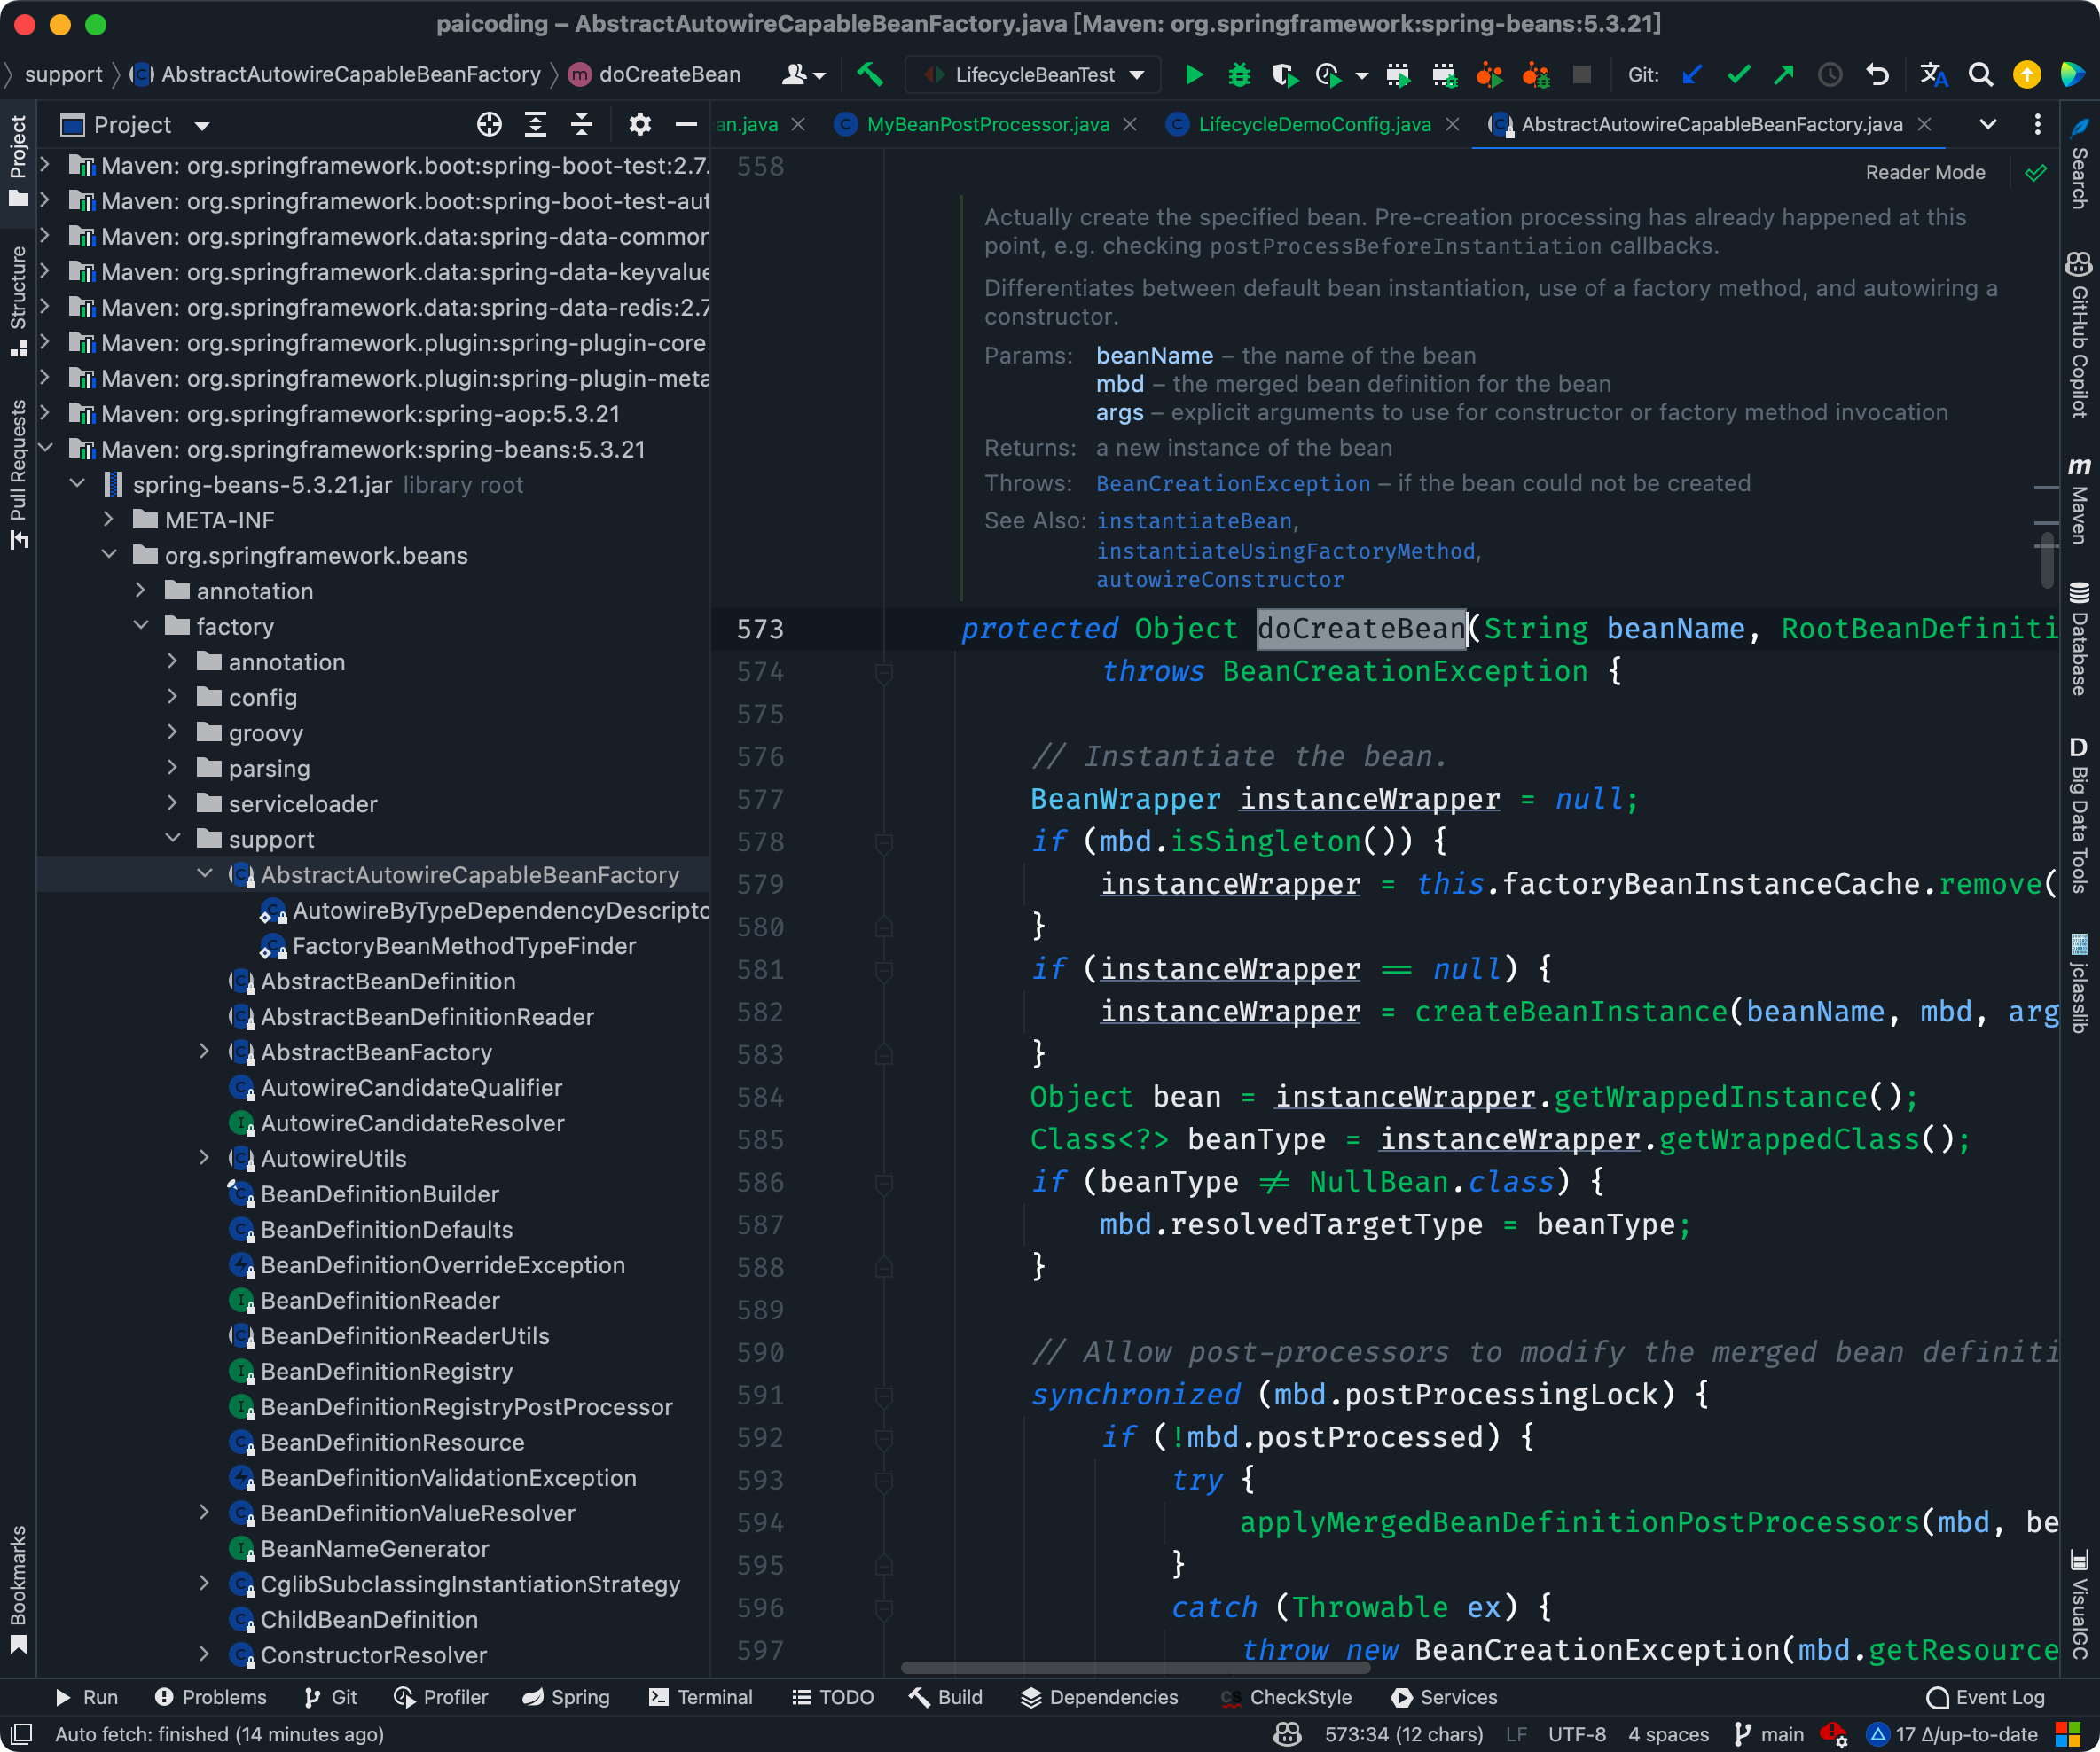 paicoding – AbstractAutowireCapableBeanFactory.java [Maven: org.springframework:spring-beans:5.3.21]
support AbstractAutowireCapableBeanFactory m doCreateBean LifecycleBeanTest Git:
Project
an.java MyBeanPostProcessor.java LifecycleDemoConfig.java AbstractAutowireCapableBeanFactory.java
Project
Structure
Pull Requests
Bookmarks
Maven: org.springframework.boot:spring-boot-test:2.7.
Maven: org.springframework.boot:spring-boot-test-aut
Maven: org.springframework.data:spring-data-common
Maven: org.springframework.data:spring-data-keyvalue
Maven: org.springframework.data:spring-data-redis:2.7
Maven: org.springframework.plugin:spring-plugin-core:
Maven: org.springframework.plugin:spring-plugin-meta
Maven: org.springframework:spring-aop:5.3.21
Maven: org.springframework:spring-beans:5.3.21
spring-beans-5.3.21.jar library root
META-INF
org.springframework.beans
annotation
factory
annotation
config
groovy
parsing
serviceloader
support
AbstractAutowireCapableBeanFactory
AutowireByTypeDependencyDescripto
FactoryBeanMethodTypeFinder
AbstractBeanDefinition
AbstractBeanDefinitionReader
AbstractBeanFactory
AutowireCandidateQualifier
AutowireCandidateResolver
AutowireUtils
BeanDefinitionBuilder
BeanDefinitionDefaults
BeanDefinitionOverrideException
BeanDefinitionReader
BeanDefinitionReaderUtils
BeanDefinitionRegistry
BeanDefinitionRegistryPostProcessor
BeanDefinitionResource
BeanDefinitionValidationException
BeanDefinitionValueResolver
BeanNameGenerator
CglibSubclassingInstantiationStrategy
ChildBeanDefinition
ConstructorResolver
558
Reader Mode
Actually create the specified bean. Pre-creation processing has already happened at this
point, e.g. checking postProcessBeforeInstantiation callbacks.
Differentiates between default bean instantiation, use of a factory method, and autowiring a
constructor.
Params: beanName – the name of the bean
mbd – the merged bean definition for the bean
args – explicit arguments to use for constructor or factory method invocation
Returns: a new instance of the bean
Throws: BeanCreationException – if the bean could not be created
See Also: instantiateBean,
instantiateUsingFactoryMethod,
autowireConstructor
573 protected Object doCreateBean(String beanName, RootBeanDefiniti
574 throws BeanCreationException {
575
576 // Instantiate the bean.
577 BeanWrapper instanceWrapper = null;
578 if (mbd.isSingleton()) {
579 instanceWrapper = this.factoryBeanInstanceCache.remove(
580 }
581 if (instanceWrapper == null) {
582 instanceWrapper = createBeanInstance(beanName, mbd, arg
583 }
584 Object bean = instanceWrapper.getWrappedInstance();
585 Class<?> beanType = instanceWrapper.getWrappedClass();
586 if (beanType != NullBean.class) {
587 mbd.resolvedTargetType = beanType;
588 }
589
590 // Allow post-processors to modify the merged bean definiti
591 synchronized (mbd.postProcessingLock) {
592 if (!mbd.postProcessed) {
593 try {
594 applyMergedBeanDefinitionPostProcessors(mbd, be
595 }
596 catch (Throwable ex) {
597 throw new BeanCreationException(mbd.getResource
Search
GitHub Copilot
m Maven
Database
D Big Data Tools
jclasslib
VisualGC
Run Problems Git Profiler Spring Terminal TODO Build Dependencies CheckStyle Services Event Log
Auto fetch: finished (14 minutes ago) 573:34 (12 chars) LF UTF-8 4 spaces main 17 Δ/up-to-date